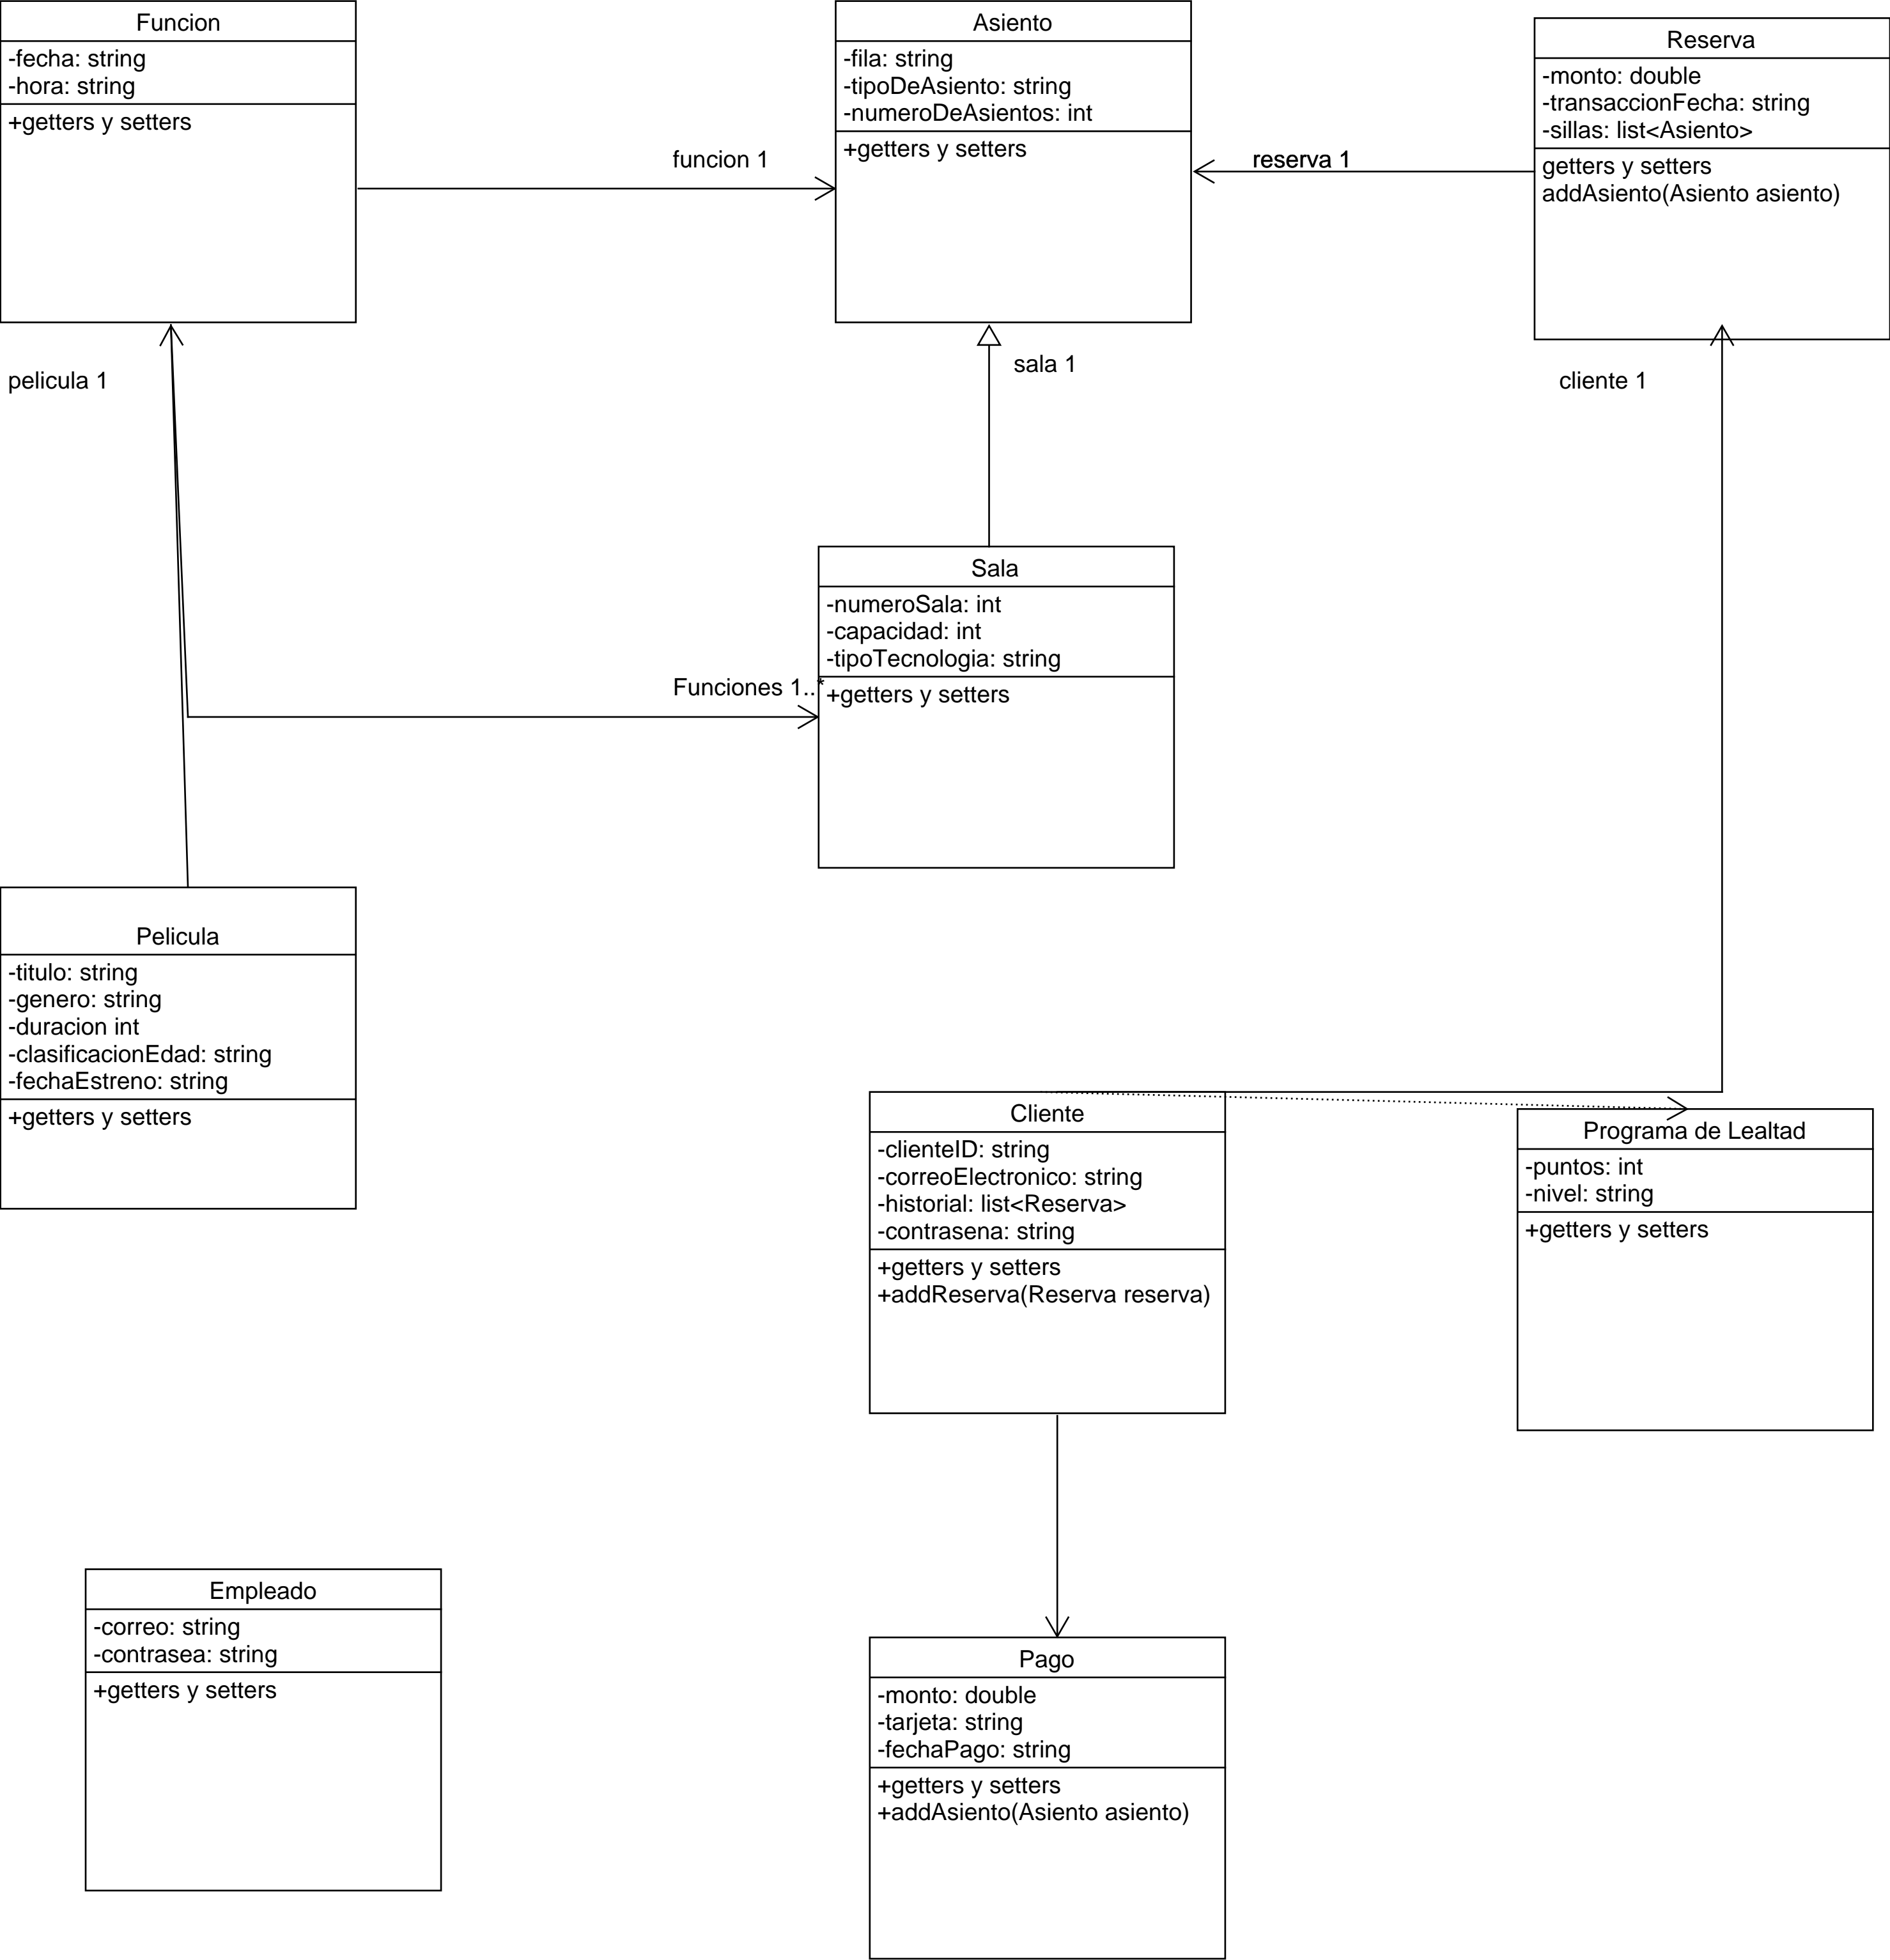 Funcion
-fecha: string
-hora: string
+getters y setters
funcion 1
Asiento
-fila: string
-tipoDeAsiento: string
-numeroDeAsientos: int
+getters y setters
reserva 1
Reserva
-monto: double
-transaccionFecha: string
-sillas: list<Asiento>
getters y setters
addAsiento(Asiento asiento)
pelicula 1
sala 1
cliente 1
Sala
-numeroSala: int
-capacidad: int
-tipoTecnologia: string
Funciones 1..*
+getters y setters
Pelicula
-titulo: string
-genero: string
-duracion int
-clasificacionEdad: string
-fechaEstreno: string
+getters y setters
Cliente
-clienteID: string
-correoElectronico: string
-historial: list<Reserva>
-contrasena: string
+getters y setters
+addReserva(Reserva reserva)
Programa de Lealtad
-puntos: int
-nivel: string
+getters y setters
Empleado
-correo: string
-contrasea: string
+getters y setters
Pago
-monto: double
-tarjeta: string
-fechaPago: string
+getters y setters
+addAsiento(Asiento asiento)